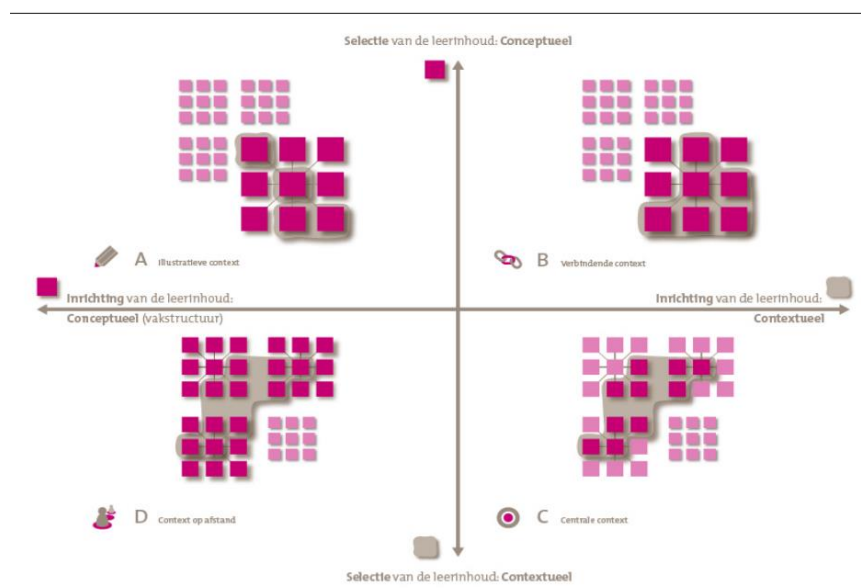 Selectie van de leerinhoud: Conceptueel
A Illustratieve context
B Verbindende context
Inrichting van de leerinhoud:
Conceptueel (vakstructuur)
Inrichting van de leerinhoud:
Contextueel
D Context op afstand
C Centrale context
Selectie van de leerinhoud: Contextueel